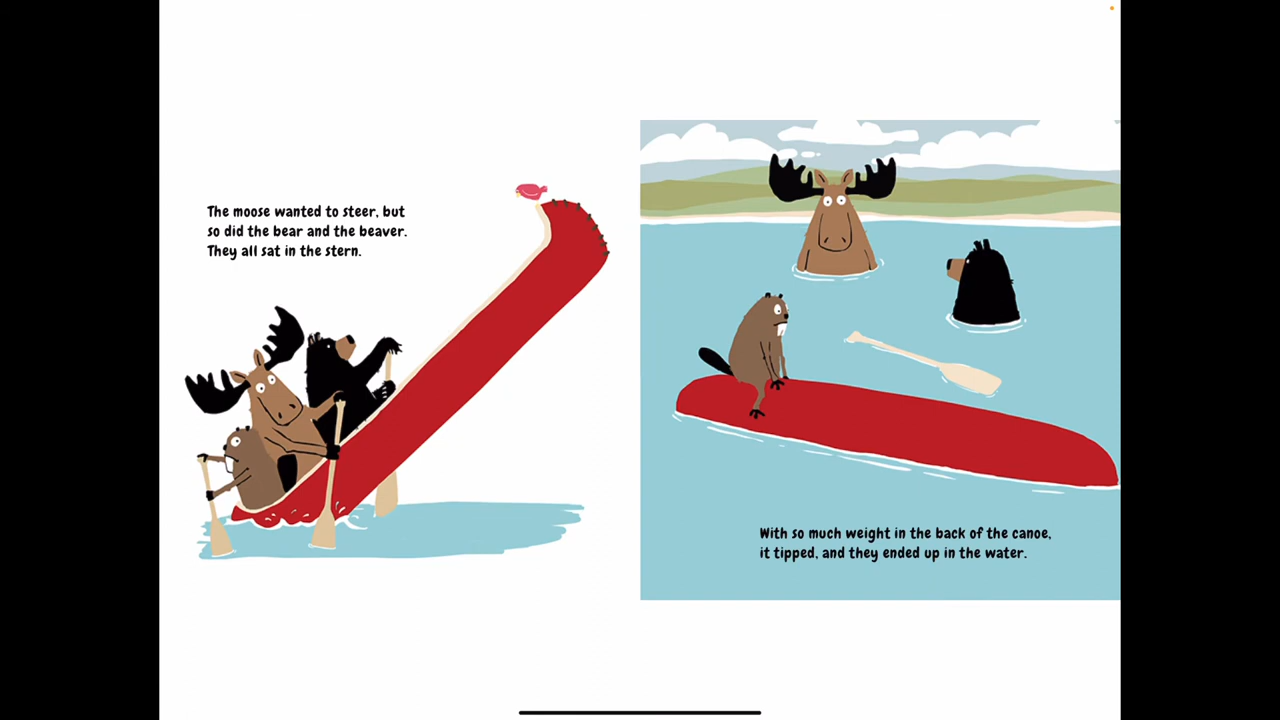 The moose wanted to steer, but
so did the bear and the beaver.
They all sat in the stern.
With so much weight in the back of the canoe,
it tipped, and they ended up in the water.